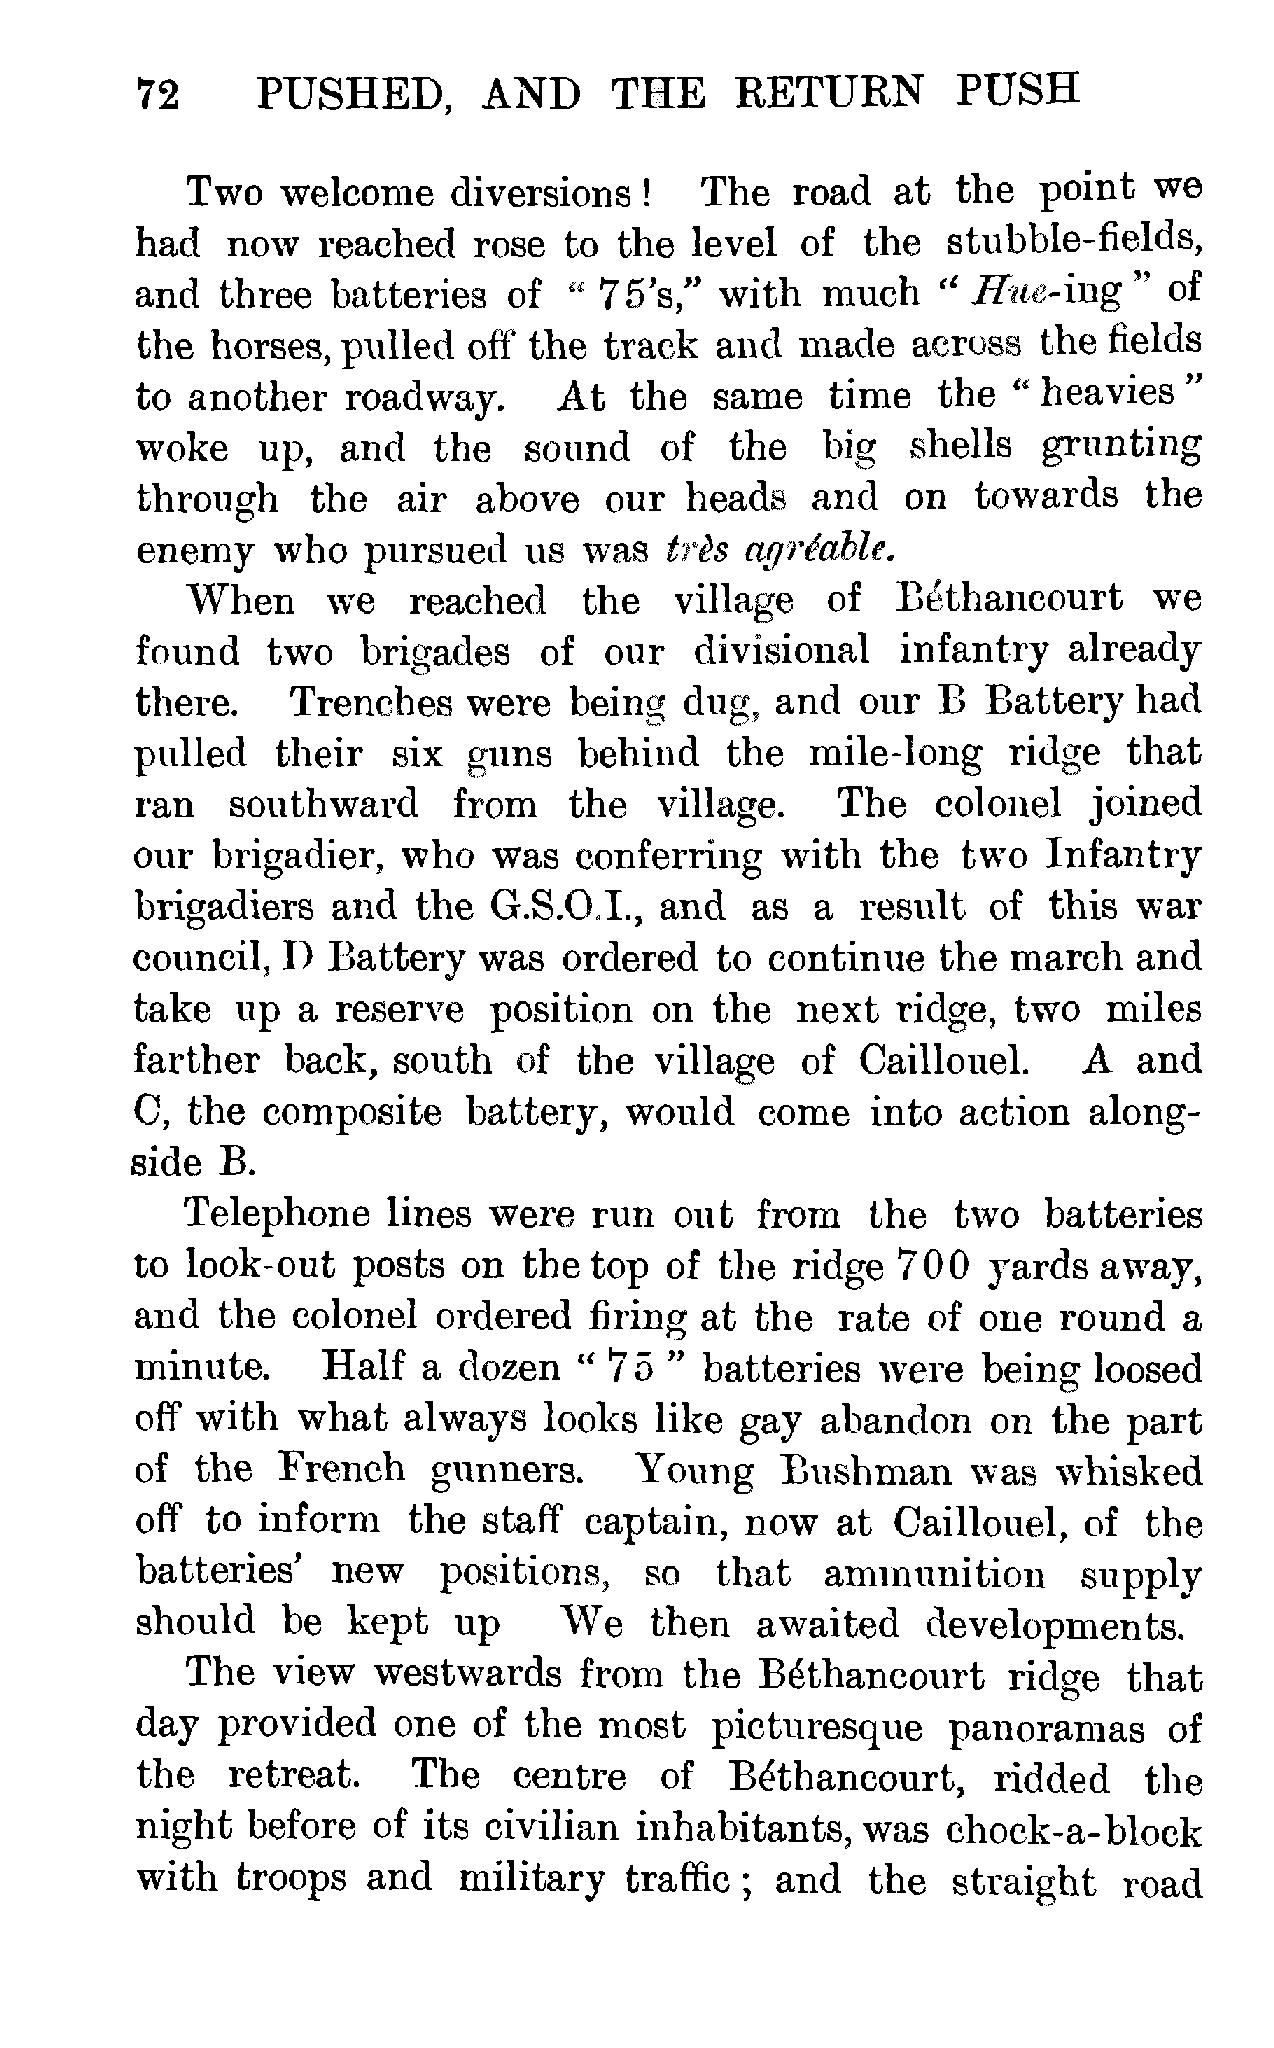 72 PUSHED, AND THE RETURN PUSH
Two welcome diversions! The road at the point we
had now reached rose to the level of the stubble-fields,
and three batteries of "75's," with much "Hue-ing" of
the horses, pulled off the track and made across the fields
to another roadway. At the same time the "heavies"
woke up, and the sound of the big shells grunting
through the air above our heads and on towards the
enemy who pursued us was très agréable.
When we reached the village of Béthancourt we
found two brigades of our divisional infantry already
there. Trenches were being dug, and our B Battery had
pulled their six guns behind the mile-long ridge that
ran southward from the village. The colonel joined
our brigadier, who was conferring with the two Infantry
brigadiers and the G.S.O.I., and as a result of this war
council, D Battery was ordered to continue the march and
take up a reserve position on the next ridge, two miles
farther back, south of the village of Caillouel. A and
C, the composite battery, would come into action along-
side B.
Telephone lines were run out from the two batteries
to look-out posts on the top of the ridge 700 yards away,
and the colonel ordered firing at the rate of one round a
minute. Half a dozen "75" batteries were being loosed
off with what always looks like gay abandon on the part
of the French gunners. Young Bushman was whisked
off to inform the staff captain, now at Caillouel, of the
batteries' new positions, so that ammunition supply
should be kept up We then awaited developments.
The view westwards from the Béthancourt ridge that
day provided one of the most picturesque panoramas of
the retreat. The centre of Béthancourt, ridded the
night before of its civilian inhabitants, was chock-a-block
with troops and military traffic; and the straight road